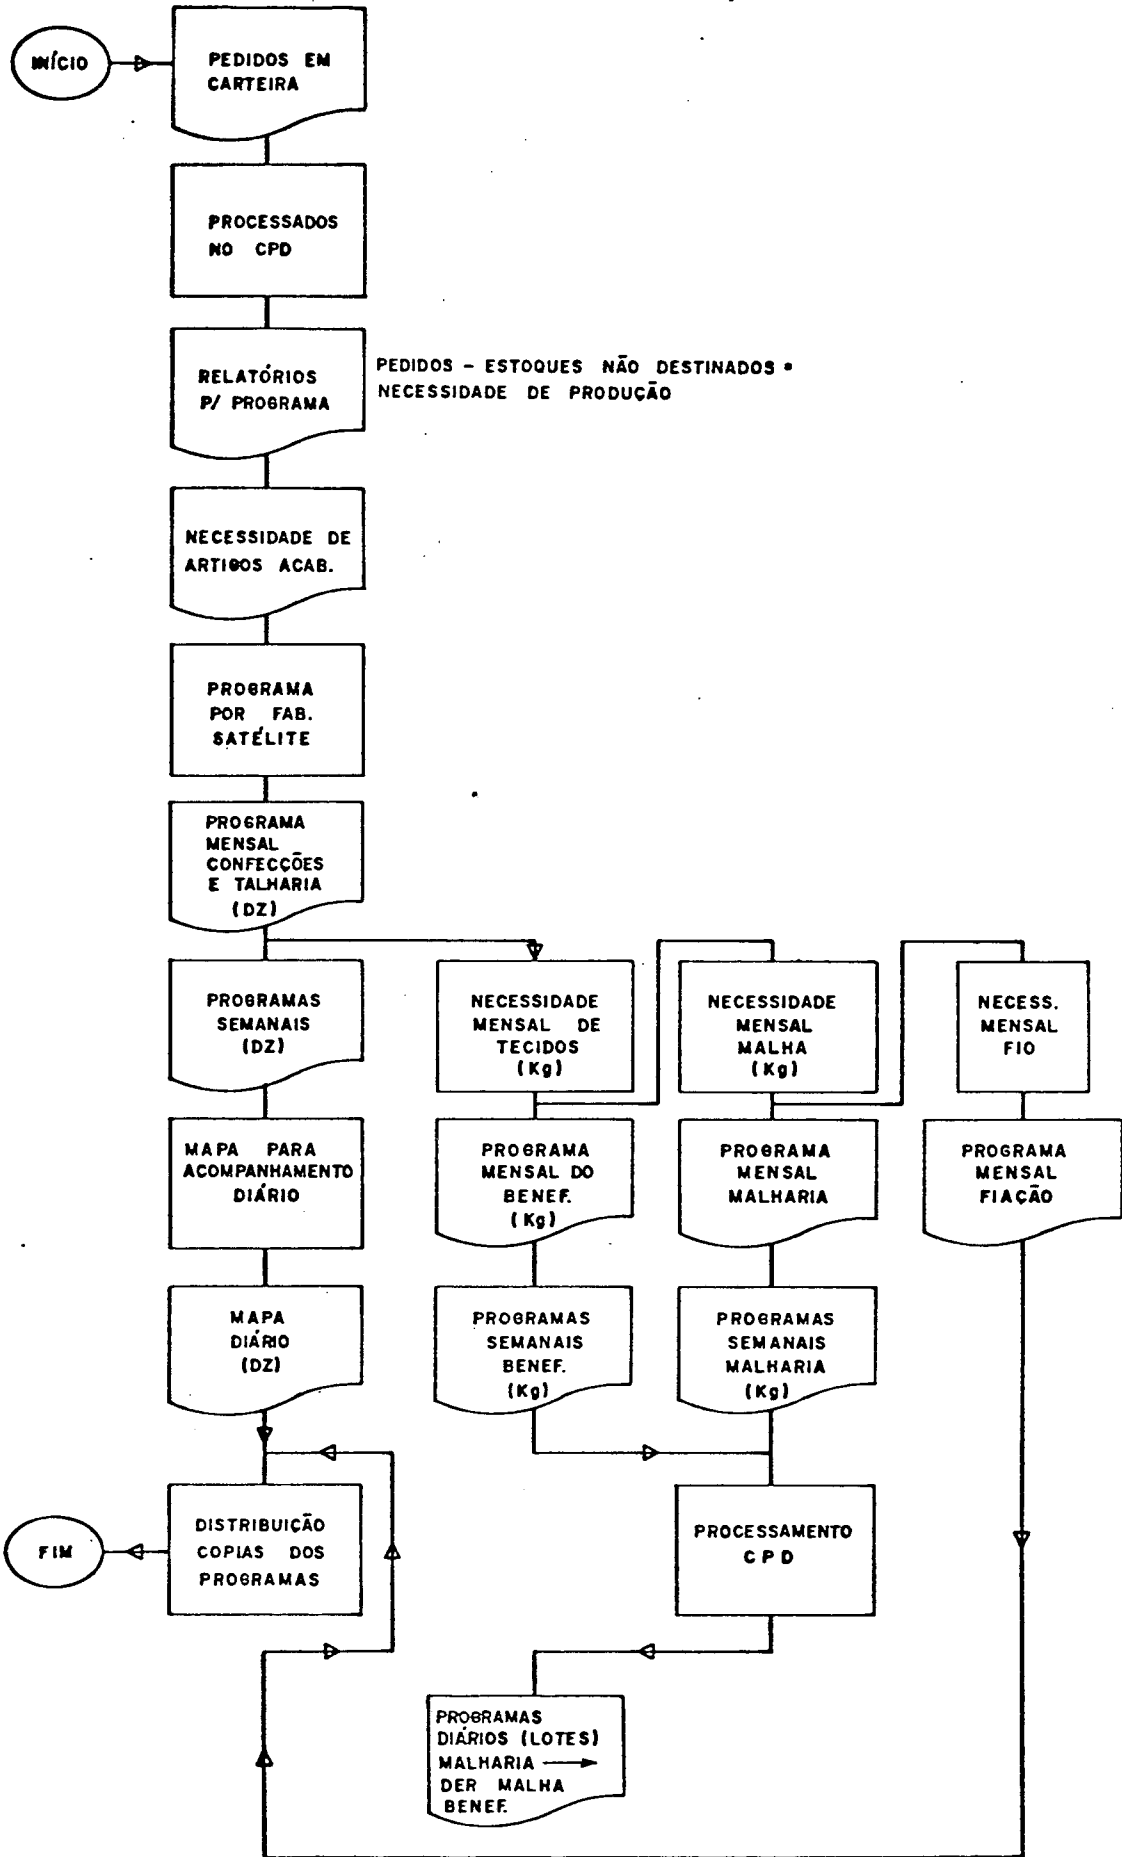 INÍCIO
PEDIDOS EM
CARTEIRA
PROCESSADOS
NO CPD
RELATÓRIOS
P/ PROGRAMA
PEDIDOS - ESTOQUES NÃO DESTINADOS =
NECESSIDADE DE PRODUÇÃO
NECESSIDADE DE
ARTIGOS ACAB.
PROGRAMA
POR FAB.
SATÉLITE
PROGRAMA
MENSAL
CONFECÇÕES
E TALHARIA
(DZ)
PROGRAMAS
SEMANAIS
(DZ)
NECESSIDADE
MENSAL DE
TECIDOS
(Kg)
NECESSIDADE
MENSAL
MALHA
(Kg)
NECESS.
MENSAL
FIO
MAPA PARA
ACOMPANHAMENTO
DIÁRIO
PROGRAMA
MENSAL DO
BENEF.
(Kg)
PROGRAMA
MENSAL
MALHARIA
PROGRAMA
MENSAL
FIAÇÃO
MAPA
DIÁRIO
(DZ)
PROGRAMAS
SEMANAIS
BENEF.
(Kg)
PROGRAMAS
SEMANAIS
MALHARIA
(Kg)
FIM
DISTRIBUIÇÃO
COPIAS DOS
PROGRAMAS
PROCESSAMENTO
CPD
PROGRAMAS
DIÁRIOS (LOTES)
MALHARIA →
DER MALHA
BENEF.